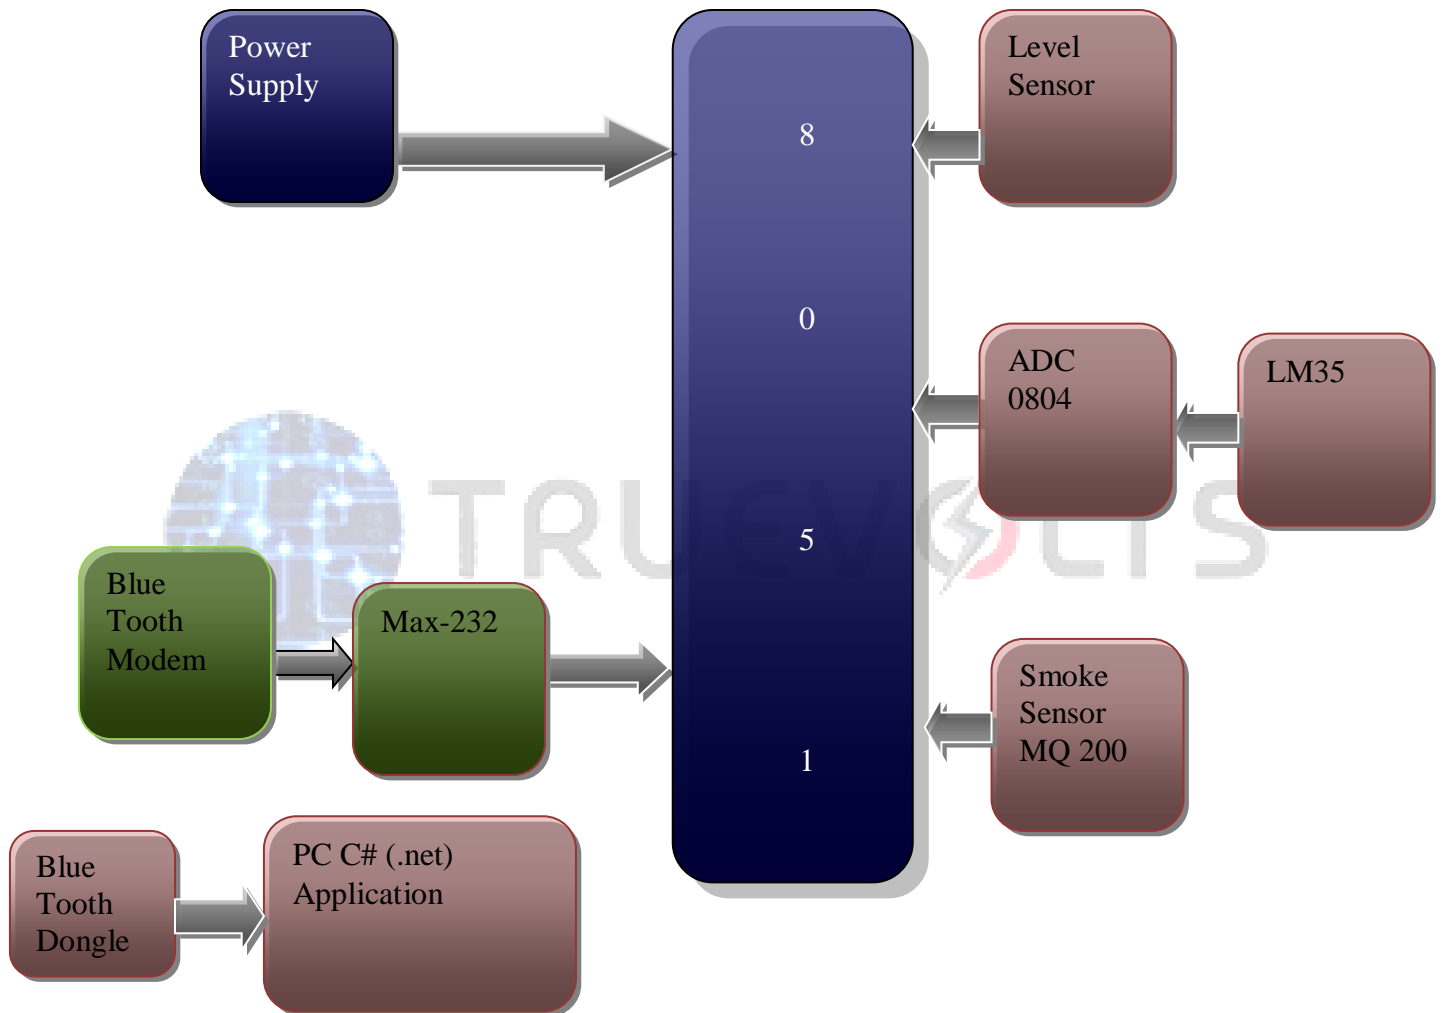 Power
Supply
8
0
5
1
Level
Sensor
ADC
0804
LM35
TRUEVOLTS
Blue
Tooth
Modem
Max-232
Smoke
Sensor
MQ 200
PC C# (.net)
Application
Blue
Tooth
Dongle